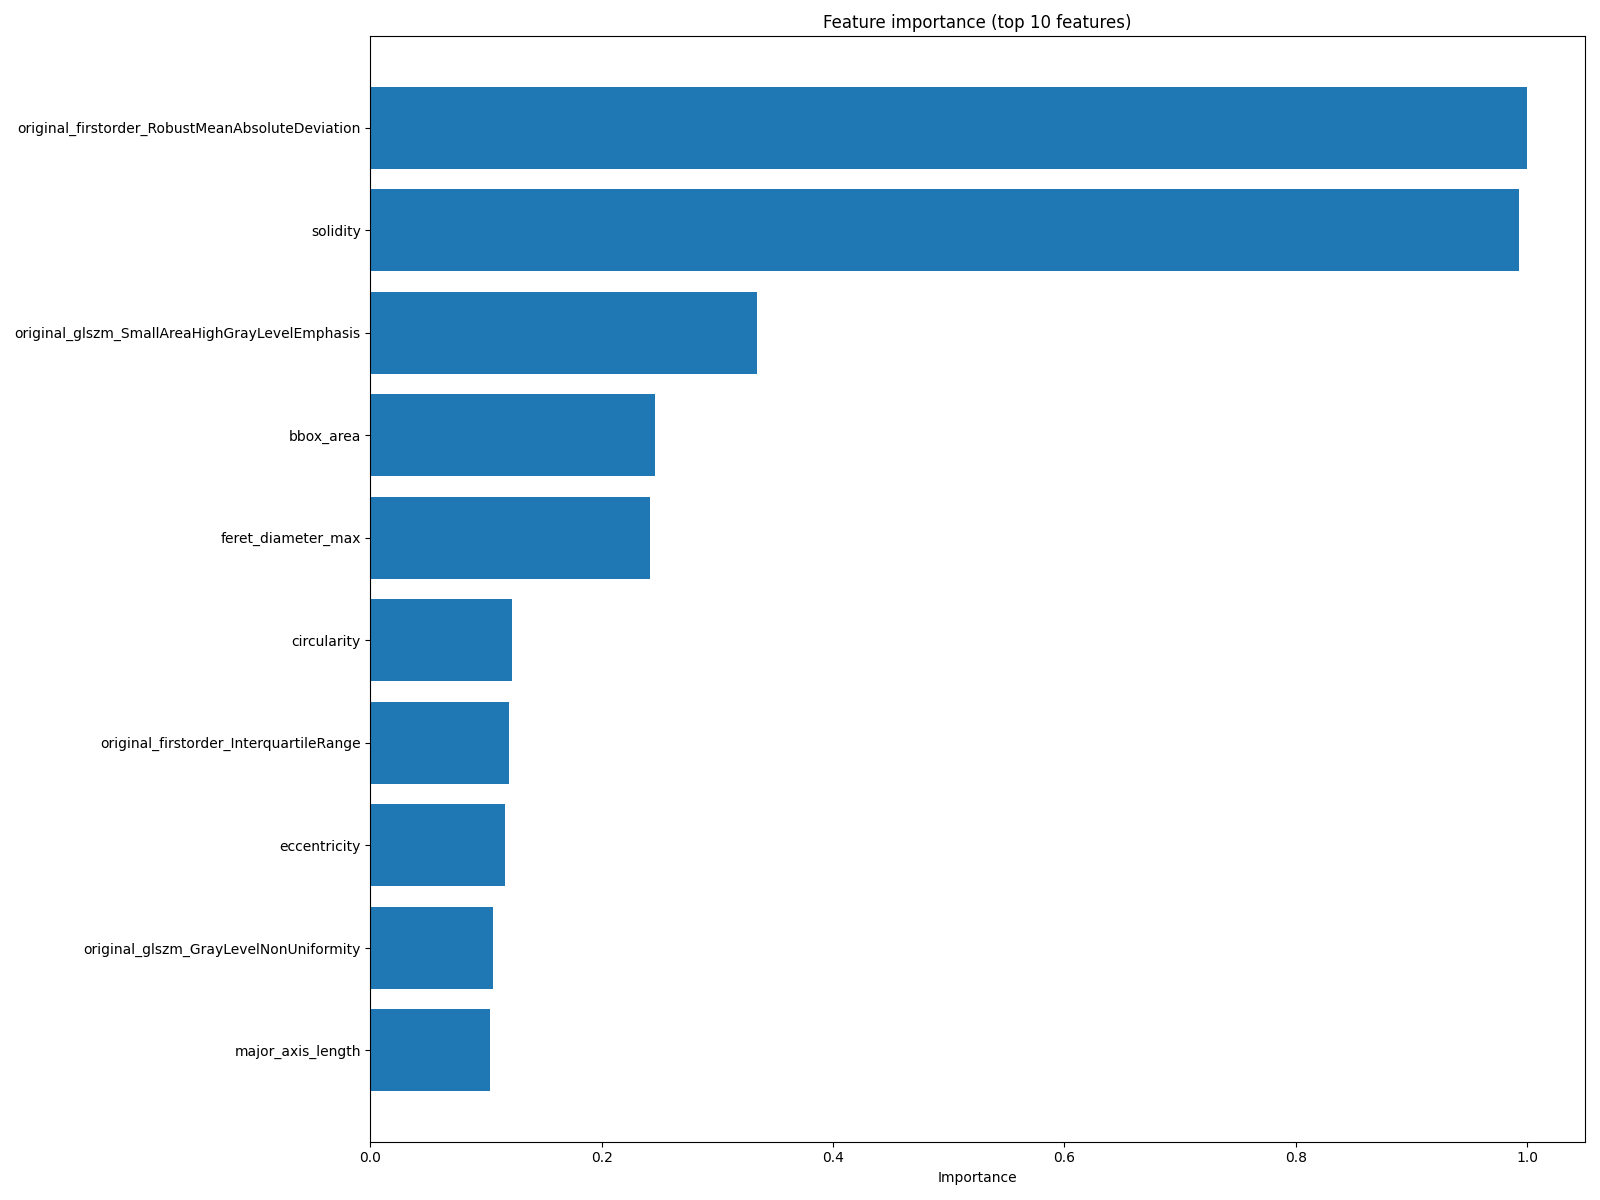 Feature importance (top 10 features)
original_firstorder_RobustMeanAbsoluteDeviation
solidity
original_glszm_SmallAreaHighGrayLevelEmphasis
bbox_area
feret_diameter_max
circularity
original_firstorder_InterquartileRange
eccentricity
original_glszm_GrayLevelNonUniformity
major_axis_length
0.0 0.2 0.4 0.6 0.8 1.0
Importance